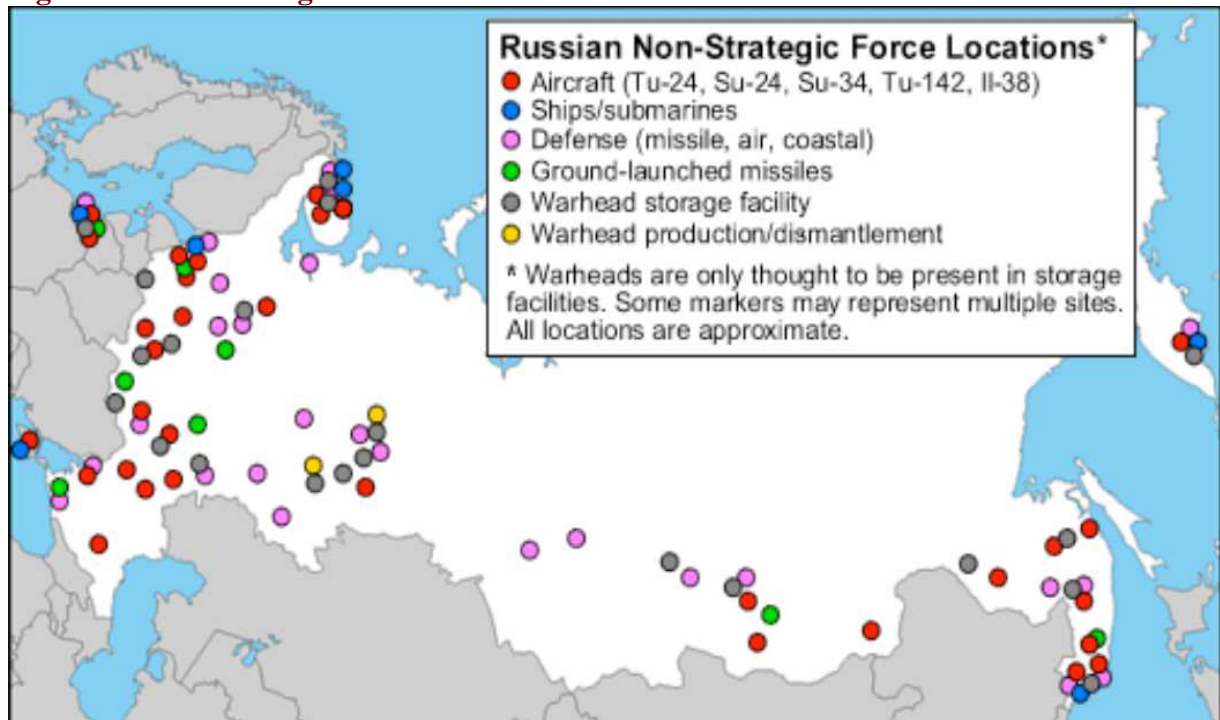 Russian Non-Strategic Force Locations*
Aircraft (Tu-24, Su-24, Su-34, Tu-142, Il-38)
Ships/submarines
Defense (missile, air, coastal)
Ground-launched missiles
Warhead storage facility
Warhead production/dismantlement
* Warheads are only thought to be present in storage
facilities. Some markers may represent multiple sites.
All locations are approximate.